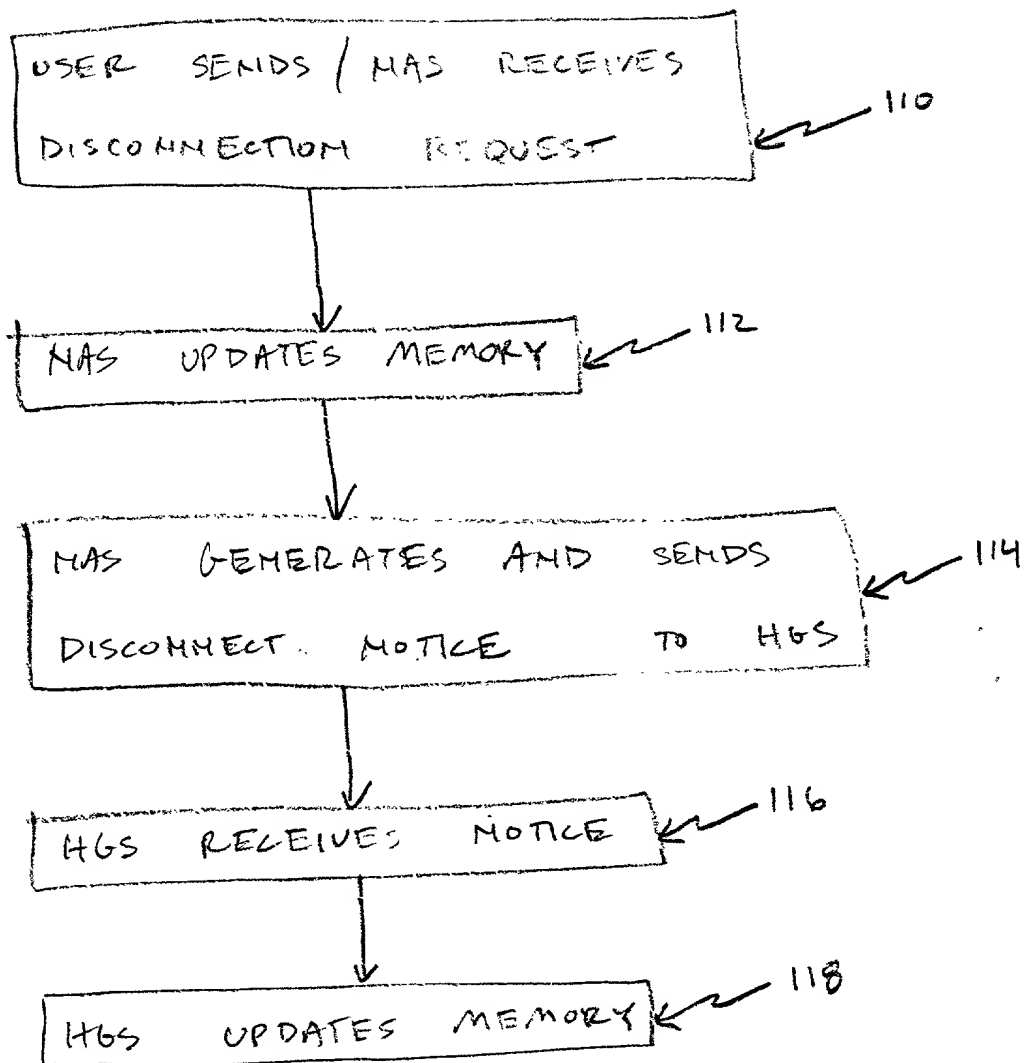 USER SENDS / NAS RECEIVES
DISCONNECTION REQUEST
110
NAS UPDATES MEMORY
112
NAS GENERATES AND SENDS
DISCONNECT NOTICE TO HGS
114
HGS RECEIVES NOTICE
116
HGS UPDATES MEMORY
118